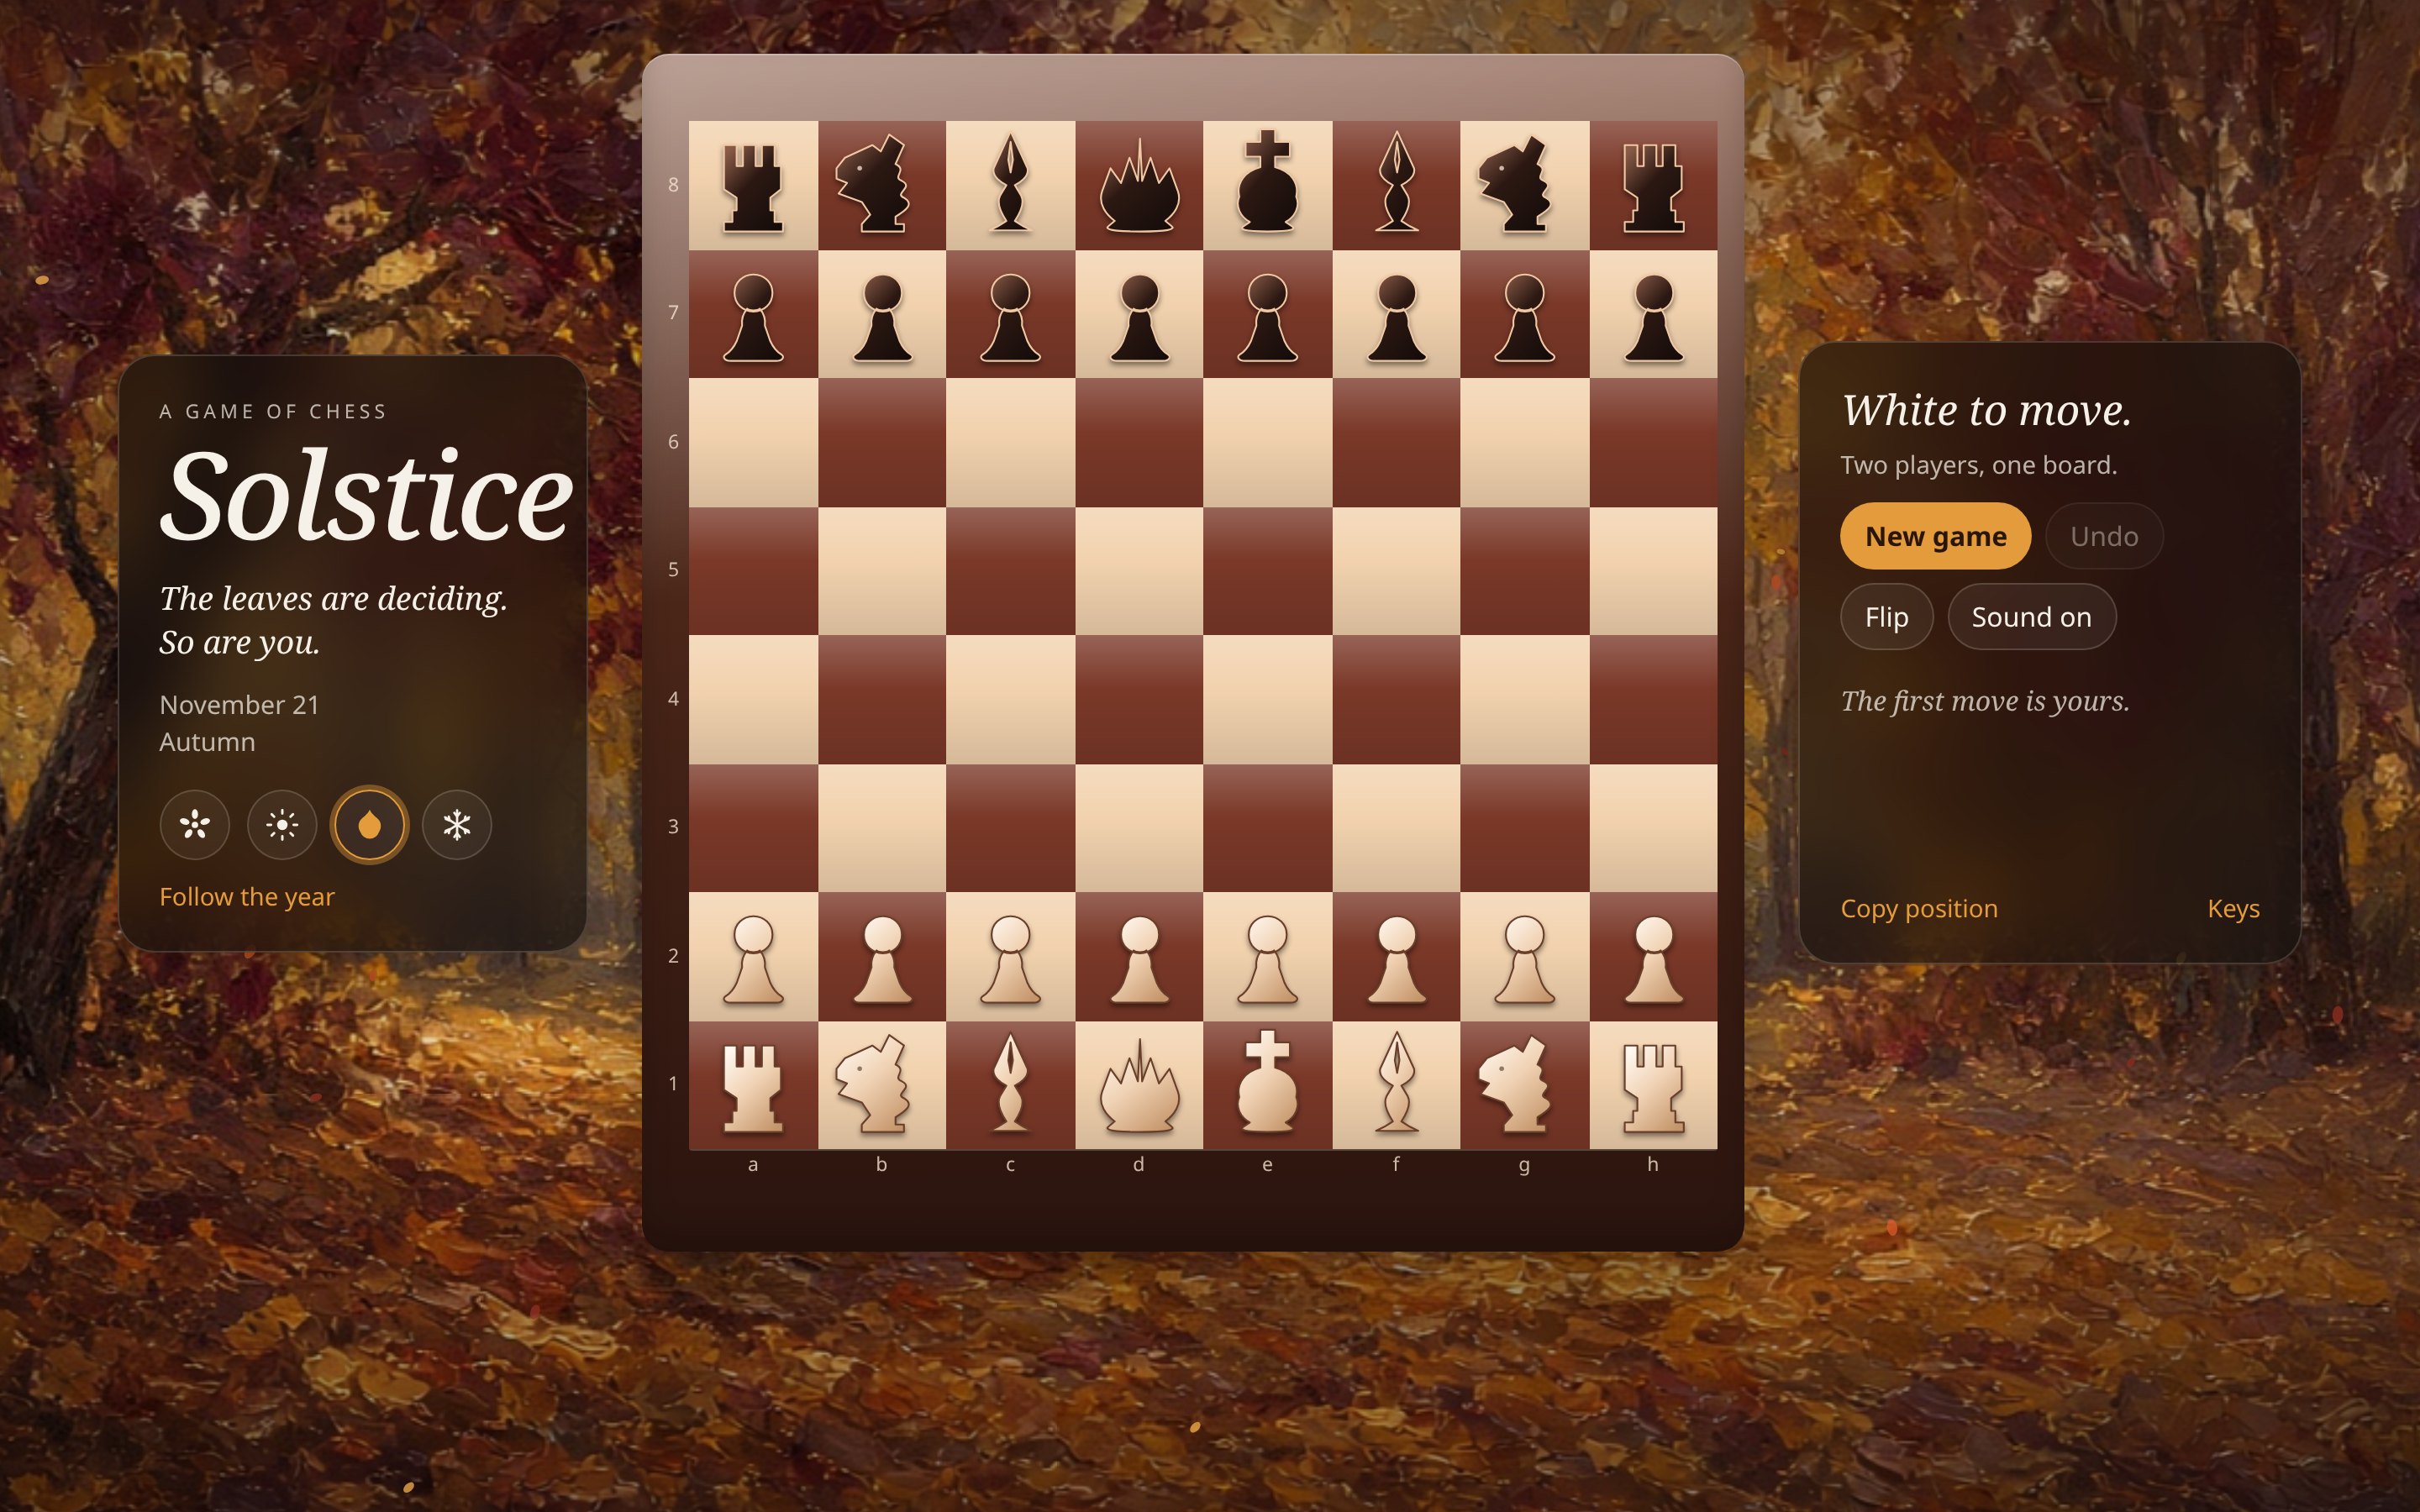 A GAME OF CHESS
Solstice
The leaves are deciding.
So are you.
November 21
Autumn
Follow the year
8
7
6
5
4
3
2
1
a b c d e f g h
White to move.
Two players, one board.
New game Undo
Flip Sound on
The first move is yours.
Copy position Keys